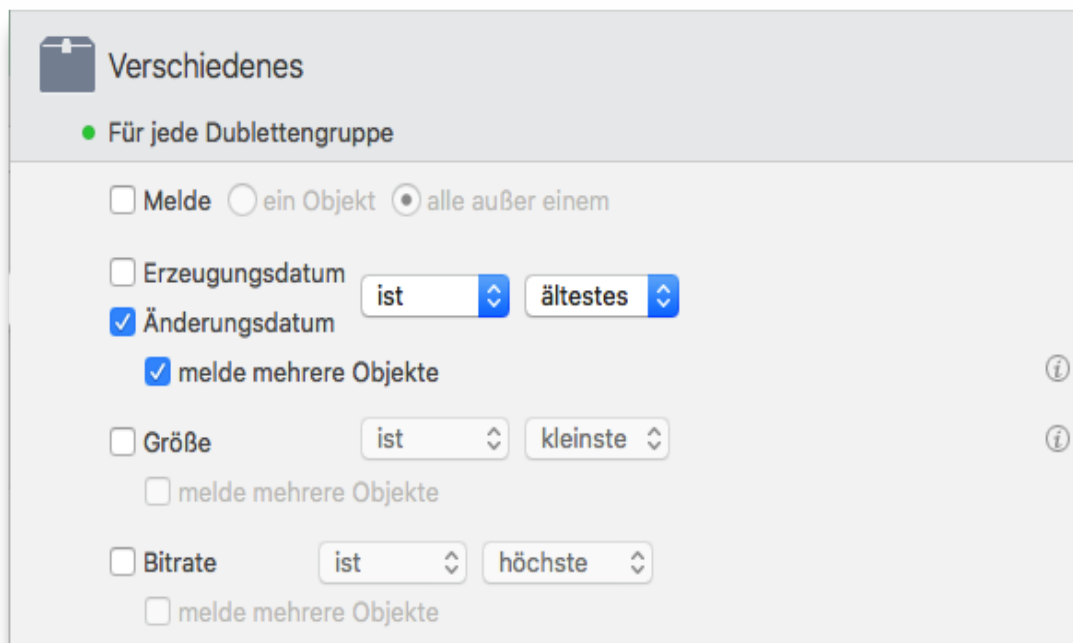 Verschiedenes
Für jede Dublettengruppe
Melde ein Objekt alle außer einem
Erzeugungsdatum
ist ältestes
Änderungsdatum
melde mehrere Objekte
Größe ist kleinste
melde mehrere Objekte
Bitrate ist höchste
melde mehrere Objekte